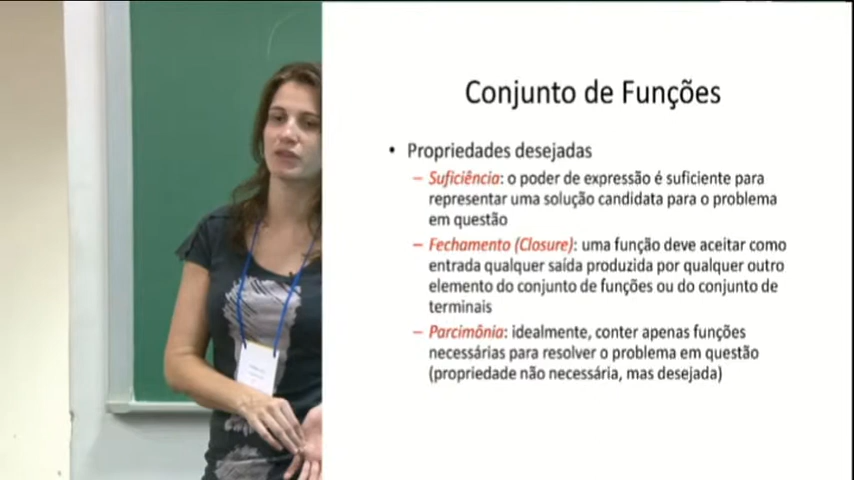 Conjunto de Funções
• Propriedades desejadas
– Suficiência: o poder de expressão é suficiente para
representar uma solução candidata para o problema
em questão
– Fechamento (Closure): uma função deve aceitar como
entrada qualquer saída produzida por qualquer outro
elemento do conjunto de funções ou do conjunto de
terminais
– Parcimônia: idealmente, conter apenas funções
necessárias para resolver o problema em questão
(propriedade não necessária, mas desejada)